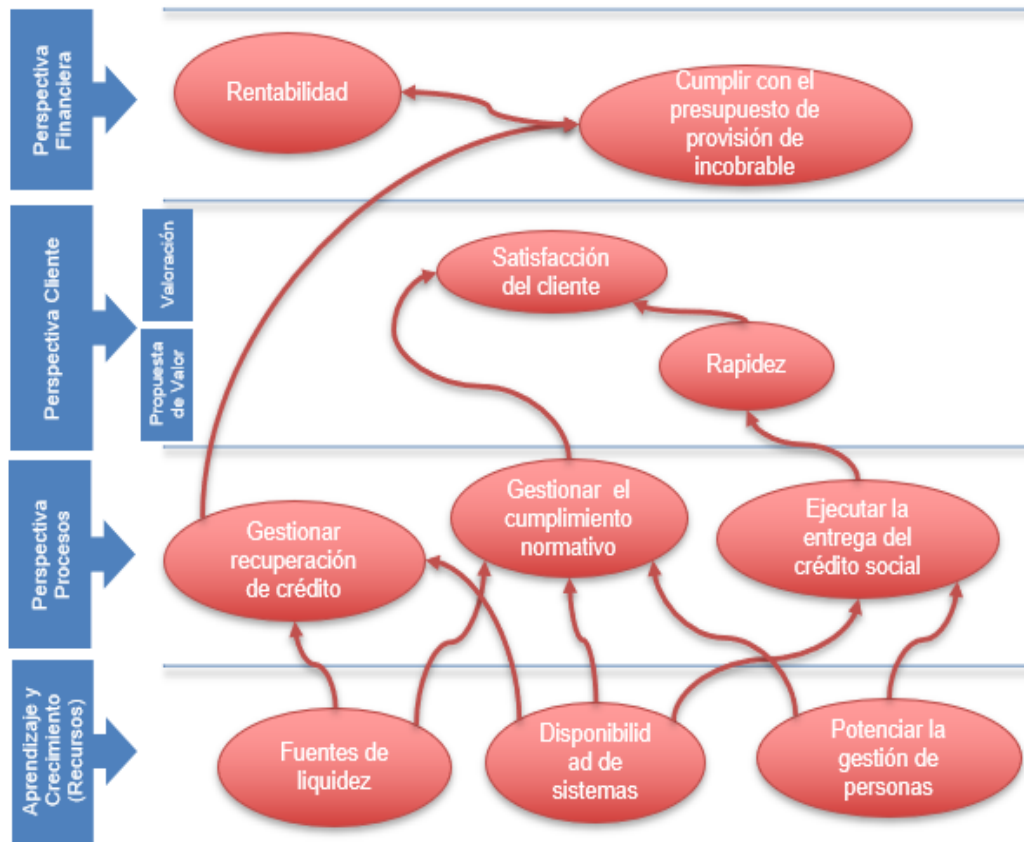 Perspectiva
Financiera
Rentabilidad
Cumplir con el
presupuesto de
provisión de
incobrable
Perspectiva Cliente
Valoración
Propuesta
de Valor
Satisfacción
del cliente
Rapidez
Perspectiva
Procesos
Gestionar
recuperación
de crédito
Gestionar el
cumplimiento
normativo
Ejecutar la
entrega del
crédito social
Aprendizaje y
Crecimiento
(Recursos)
Fuentes de
liquidez
Disponibilid
ad de
sistemas
Potenciar la
gestión de
personas